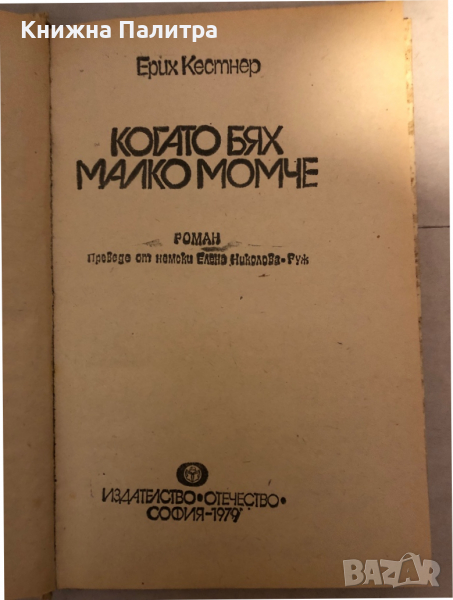 Книжна Палитра
Ерих Кестнер
КОГАТО БЯХ
МАЛКО МОМЧЕ
РОМАН
Преведе от немски Елена Николова-Руж
ИЗДАТЕЛСТВО•ОТЕЧЕСТВО•
СОФИЯ-1979
BAZAR